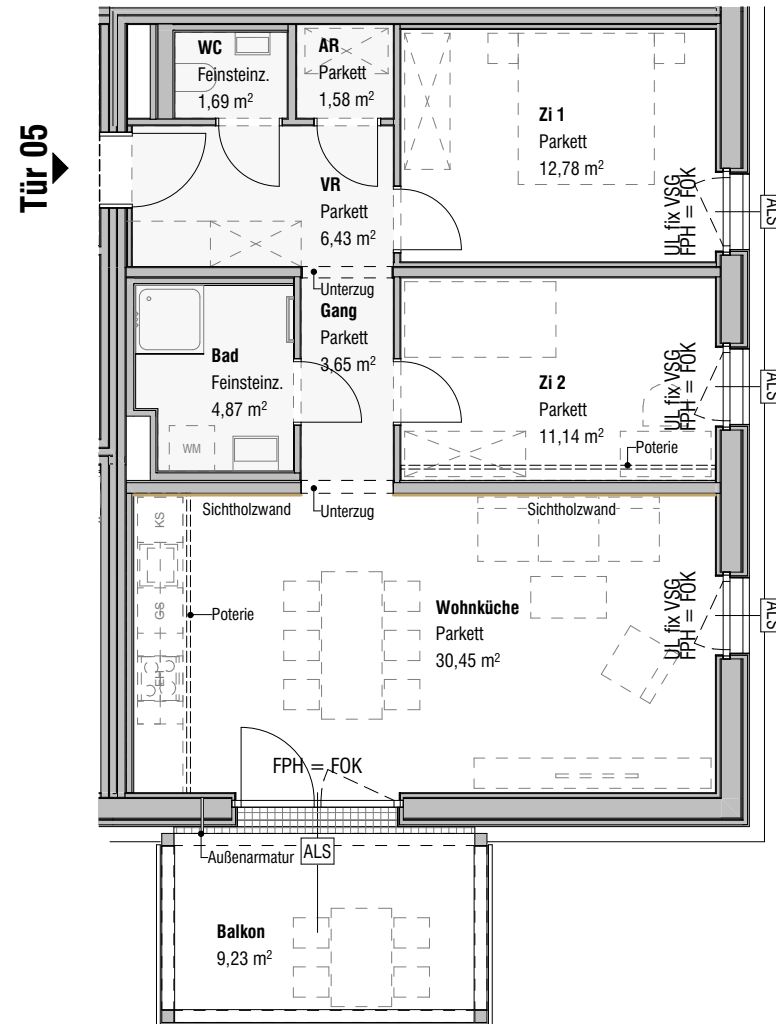 Tür 05
WC
Feinsteinz.
1,69 m²
AR
Parkett
1,58 m²
Zi 1
Parkett
12,78 m²
VR
Parkett
6,43 m²
UL fix VSG
FPH = FOK
ALS
Unterzug
Gang
Parkett
3,65 m²
Bad
Feinsteinz.
4,87 m²
WM
Zi 2
Parkett
11,14 m²
UL fix VSG
FPH = FOK
ALS
Poterie
Sichtholzwand
Unterzug
Sichtholzwand
KS
GS
EH
Poterie
Wohnküche
Parkett
30,45 m²
UL fix VSG
FPH = FOK
ALS
FPH = FOK
Außenarmatur
ALS
Balkon
9,23 m²